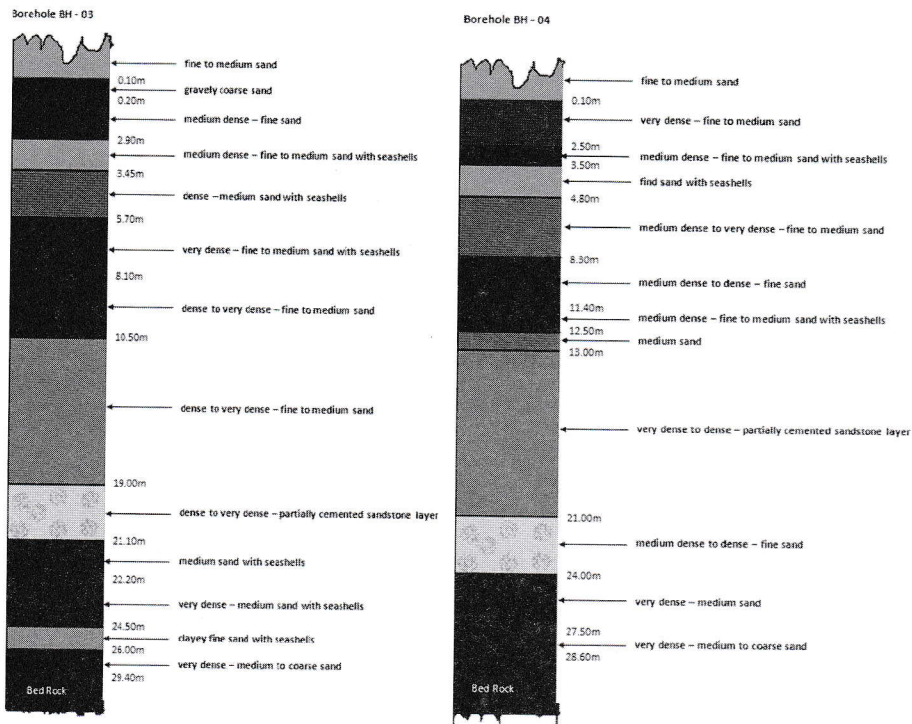 Borehole BH - 03
fine to medium sand
0.10m
gravely coarse sand
0.20m
medium dense – fine sand
2.90m
medium dense – fine to medium sand with seashells
3.45m
dense –medium sand with seashells
5.70m
very dense – fine to medium sand with seashells
8.10m
dense to very dense – fine to medium sand
10.50m
dense to very dense – fine to medium sand
19.00m
dense to very dense – partially cemented sandstone layer
21.10m
medium sand with seashells
22.20m
very dense – medium sand with seashells
24.50m
clayey fine sand with seashells
26.00m
very dense – medium to coarse sand
29.40m
Bed Rock
Borehole BH - 04
fine to medium sand
0.10m
very dense – fine to medium sand
2.50m
medium dense – fine to medium sand with seashells
3.50m
find sand with seashells
4.80m
medium dense to very dense – fine to medium sand
8.30m
medium dense to dense – fine sand
11.40m
medium dense – fine to medium sand with seashells
12.50m
medium sand
13.00m
very dense to dense – partially cemented sandstone layer
21.00m
medium dense to dense – fine sand
24.00m
very dense – medium sand
27.50m
very dense – medium to coarse sand
28.60m
Bed Rock